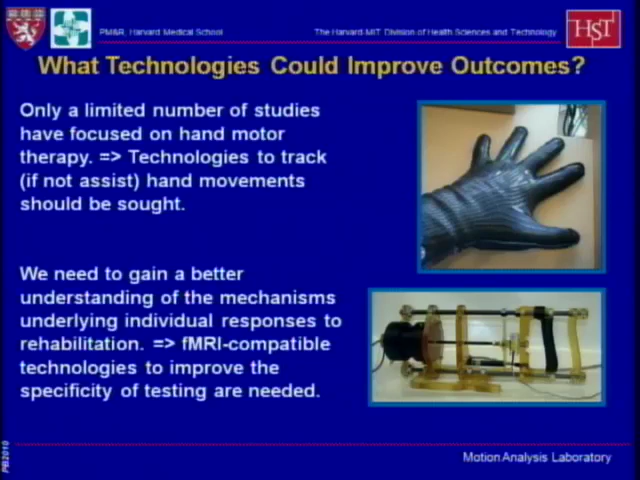 PM&R, Harvard Medical School
The Harvard-MIT Division of Health Sciences and Technology
HST
What Technologies Could Improve Outcomes?
Only a limited number of studies
have focused on hand motor
therapy. => Technologies to track
(if not assist) hand movements
should be sought.
We need to gain a better
understanding of the mechanisms
underlying individual responses to
rehabilitation. => fMRI-compatible
technologies to improve the
specificity of testing are needed.
PB2010
Motion Analysis Laboratory